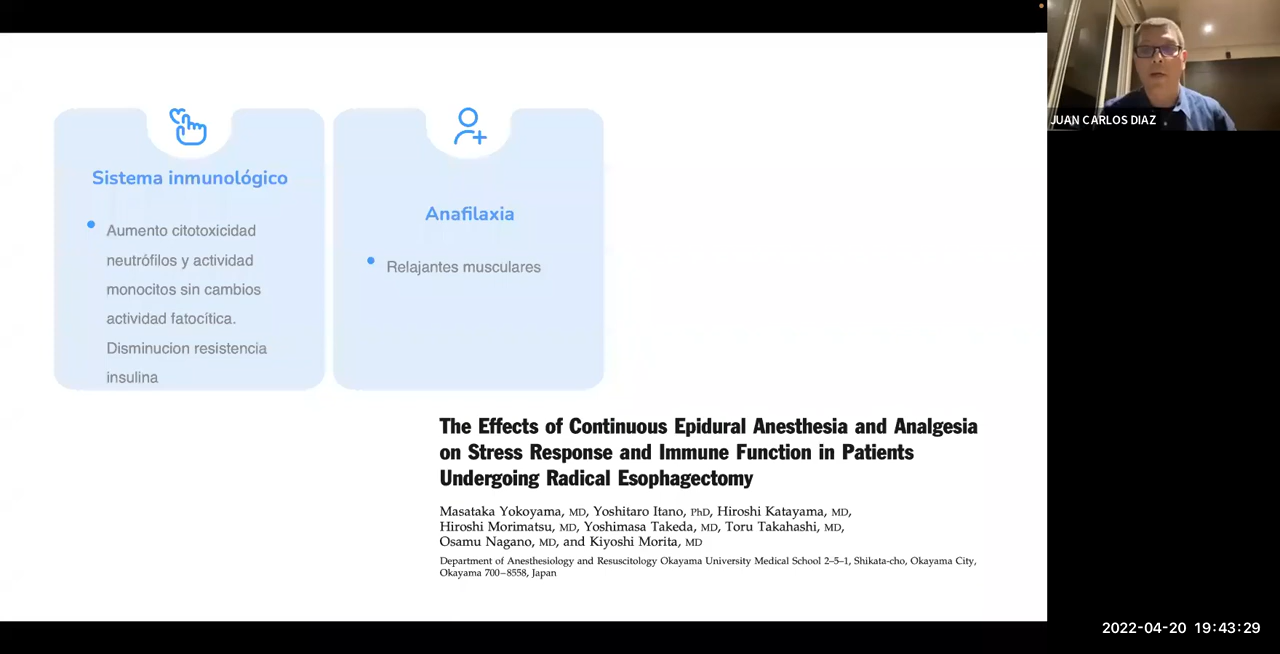 JUAN CARLOS DIAZ
Sistema inmunológico
Aumento citotoxicidad
neutrófilos y actividad
monocitos sin cambios
actividad fatocítica.
Disminucion resistencia
insulina
Anafilaxia
Relajantes musculares
The Effects of Continuous Epidural Anesthesia and Analgesia
on Stress Response and Immune Function in Patients
Undergoing Radical Esophagectomy
Masataka Yokoyama, MD, Yoshitaro Itano, PhD, Hiroshi Katayama, MD,
Hiroshi Morimatsu, MD, Yoshimasa Takeda, MD, Toru Takahashi, MD,
Osamu Nagano, MD, and Kiyoshi Morita, MD
Department of Anesthesiology and Resuscitology Okayama University Medical School 2–5–1, Shikata-cho, Okayama City,
Okayama 700–8558, Japan
2022-04-20 19:43:29